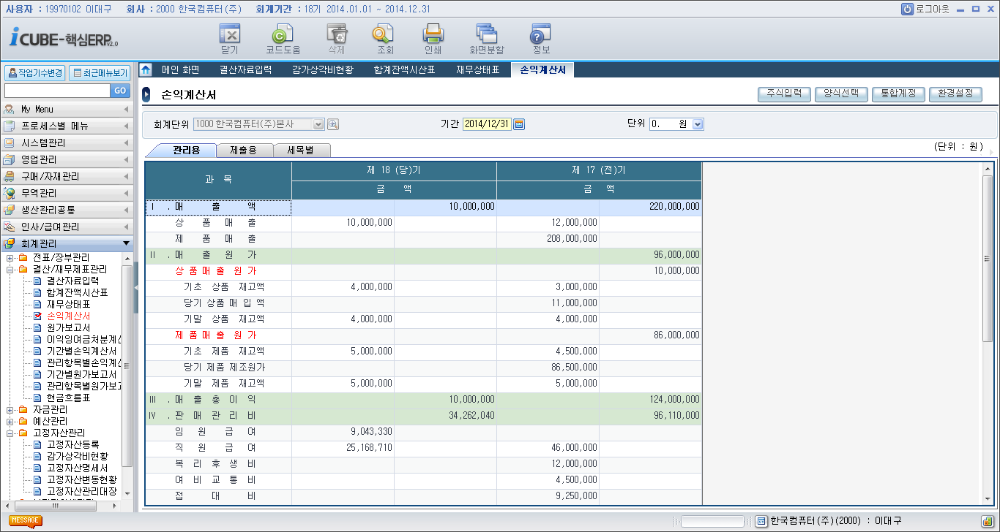 사용자 : 19970102 이대구 회사 : 2000 한국컴퓨터(주) 회계기간 : 18기 2014.01.01 ~ 2014.12.31 로그아웃
iCUBE-핵심ERP v2.0
닫기 코드도움 삭제 조회 인쇄 화면분할 정보
작업기수변경 최근메뉴보기
GO
메인 화면 결산자료입력 감가상각비현황 합계잔액시산표 재무상태표 손익계산서
My Menu
프로세스별 메뉴
시스템관리
영업관리
구매/자재관리
무역관리
생산관리공통
인사/급여관리
회계관리
전표/장부관리
결산/재무제표관리
결산자료입력
합계잔액시산표
재무상태표
손익계산서
원가보고서
이익잉여금처분계산
기간별손익계산서
관리항목별손익계산
기간별원가보고서
관리항목별원가보고
현금흐름표
자금관리
예산관리
고정자산관리
고정자산등록
감가상각비현황
고정자산명세서
고정자산변동현황
고정자산관리대장
손익계산서 주식입력 양식선택 통합계정 환경설정
회계단위 1000 한국컴퓨터(주)본사 기간 2014/12/31 단위 0. 원
관리용 제출용 세목별 (단위 : 원)
과 목 제 18 (당)기 제 17 (전)기
금 액 금 액
Ⅰ . 매 출 액 10,000,000 220,000,000
상 품 매 출 10,000,000 12,000,000
제 품 매 출 208,000,000
Ⅱ . 매 출 원 가 96,000,000
상 품 매 출 원 가 10,000,000
기초 상품 재고액 4,000,000 3,000,000
당기 상품 매 입 액 11,000,000
기말 상품 재고액 4,000,000 4,000,000
제 품 매 출 원 가 86,000,000
기초 제품 재고액 5,000,000 4,500,000
당기 제품 제조원가 86,500,000
기말 제품 재고액 5,000,000 5,000,000
Ⅲ . 매 출 총 이 익 10,000,000 124,000,000
Ⅳ . 판 매 관 리 비 34,262,040 96,110,000
임 원 급 여 9,043,330
직 원 급 여 25,168,710 46,000,000
복 리 후 생 비 12,000,000
여 비 교 통 비 4,500,000
접 대 비 9,250,000
MESSAGE 한국컴퓨터(주)(2000) : 이대구